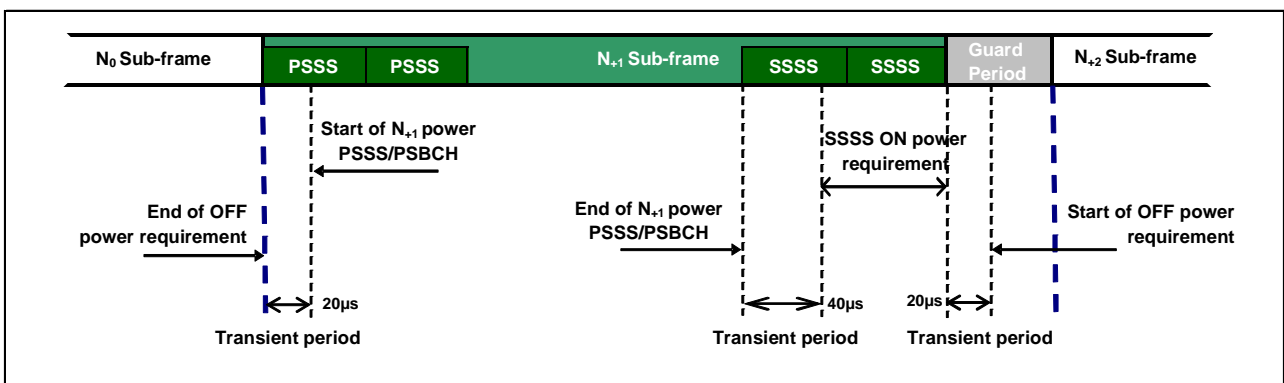 N₀ Sub-frame
PSSS
PSSS
N₊₁ Sub-frame
SSSS
SSSS
Guard
Period
N₊₂ Sub-frame
Start of N₊₁ power
PSSS/PSBCH
SSSS ON power
requirement
End of OFF
power requirement
End of N₊₁ power
PSSS/PSBCH
Start of OFF power
requirement
20µs
40µs
20µs
Transient period
Transient period
Transient period